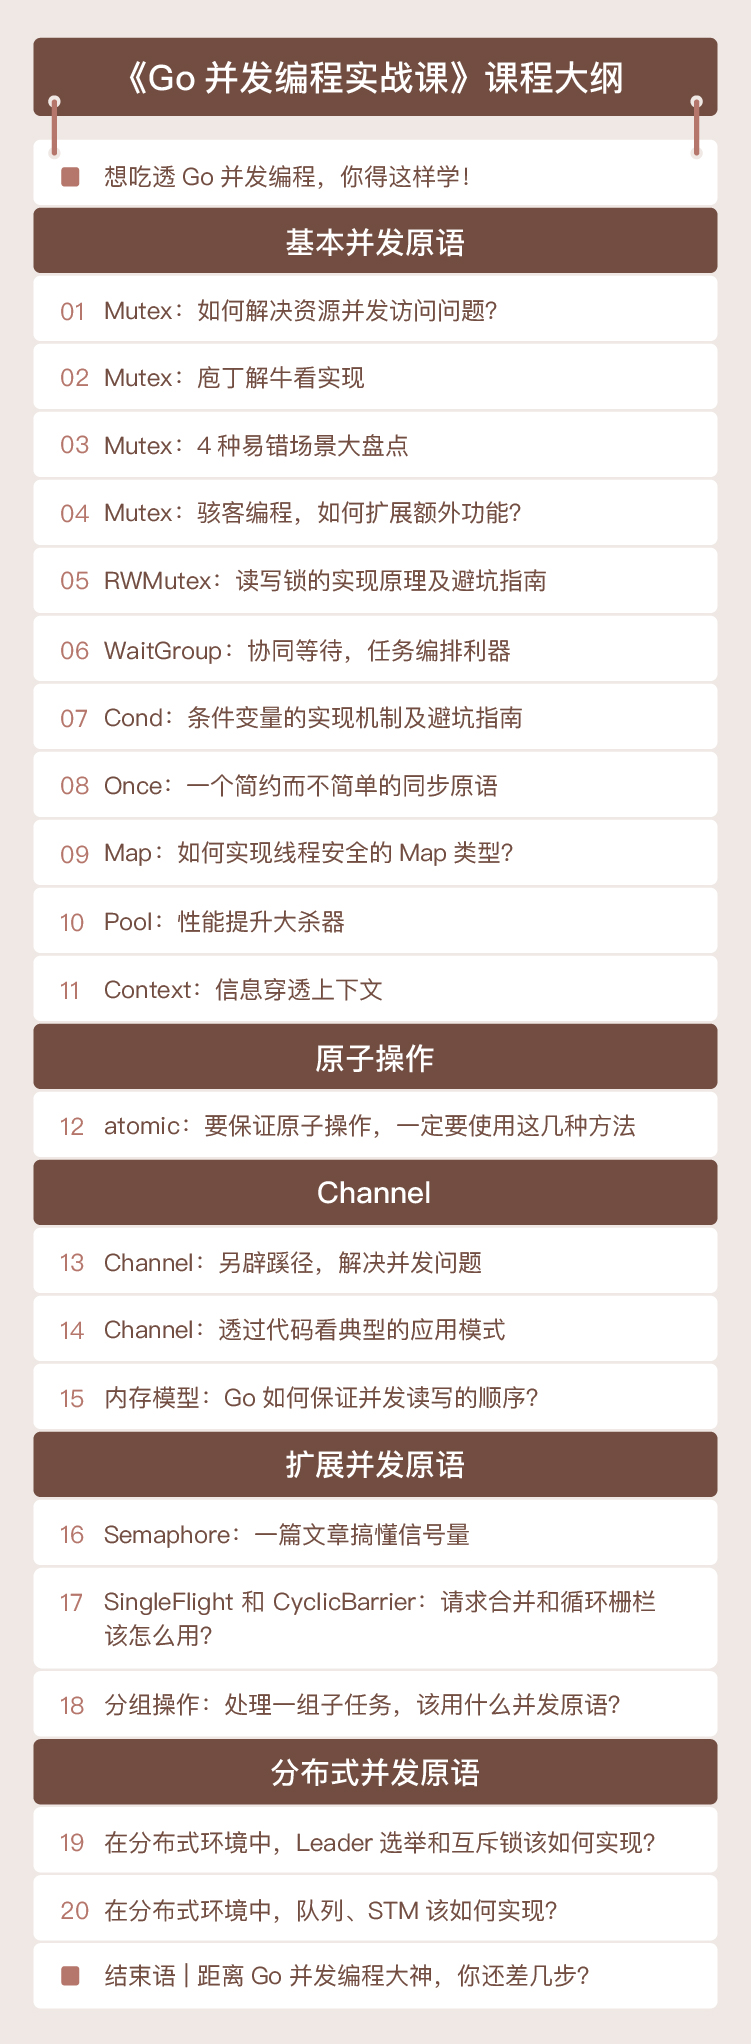 《Go 并发编程实战课》课程大纲
想吃透 Go 并发编程，你得这样学！
基本并发原语
01 Mutex：如何解决资源并发访问问题？
02 Mutex：庖丁解牛看实现
03 Mutex：4 种易错场景大盘点
04 Mutex：骇客编程，如何扩展额外功能？
05 RWMutex：读写锁的实现原理及避坑指南
06 WaitGroup：协同等待，任务编排利器
07 Cond：条件变量的实现机制及避坑指南
08 Once：一个简约而不简单的同步原语
09 Map：如何实现线程安全的 Map 类型？
10 Pool：性能提升大杀器
11 Context：信息穿透上下文
原子操作
12 atomic：要保证原子操作，一定要使用这几种方法
Channel
13 Channel：另辟蹊径，解决并发问题
14 Channel：透过代码看典型的应用模式
15 内存模型：Go 如何保证并发读写的顺序？
扩展并发原语
16 Semaphore：一篇文章搞懂信号量
17 SingleFlight 和 CyclicBarrier：请求合并和循环栅栏
该怎么用？
18 分组操作：处理一组子任务，该用什么并发原语？
分布式并发原语
19 在分布式环境中，Leader 选举和互斥锁该如何实现？
20 在分布式环境中，队列、STM 该如何实现？
结束语 | 距离 Go 并发编程大神，你还差几步？